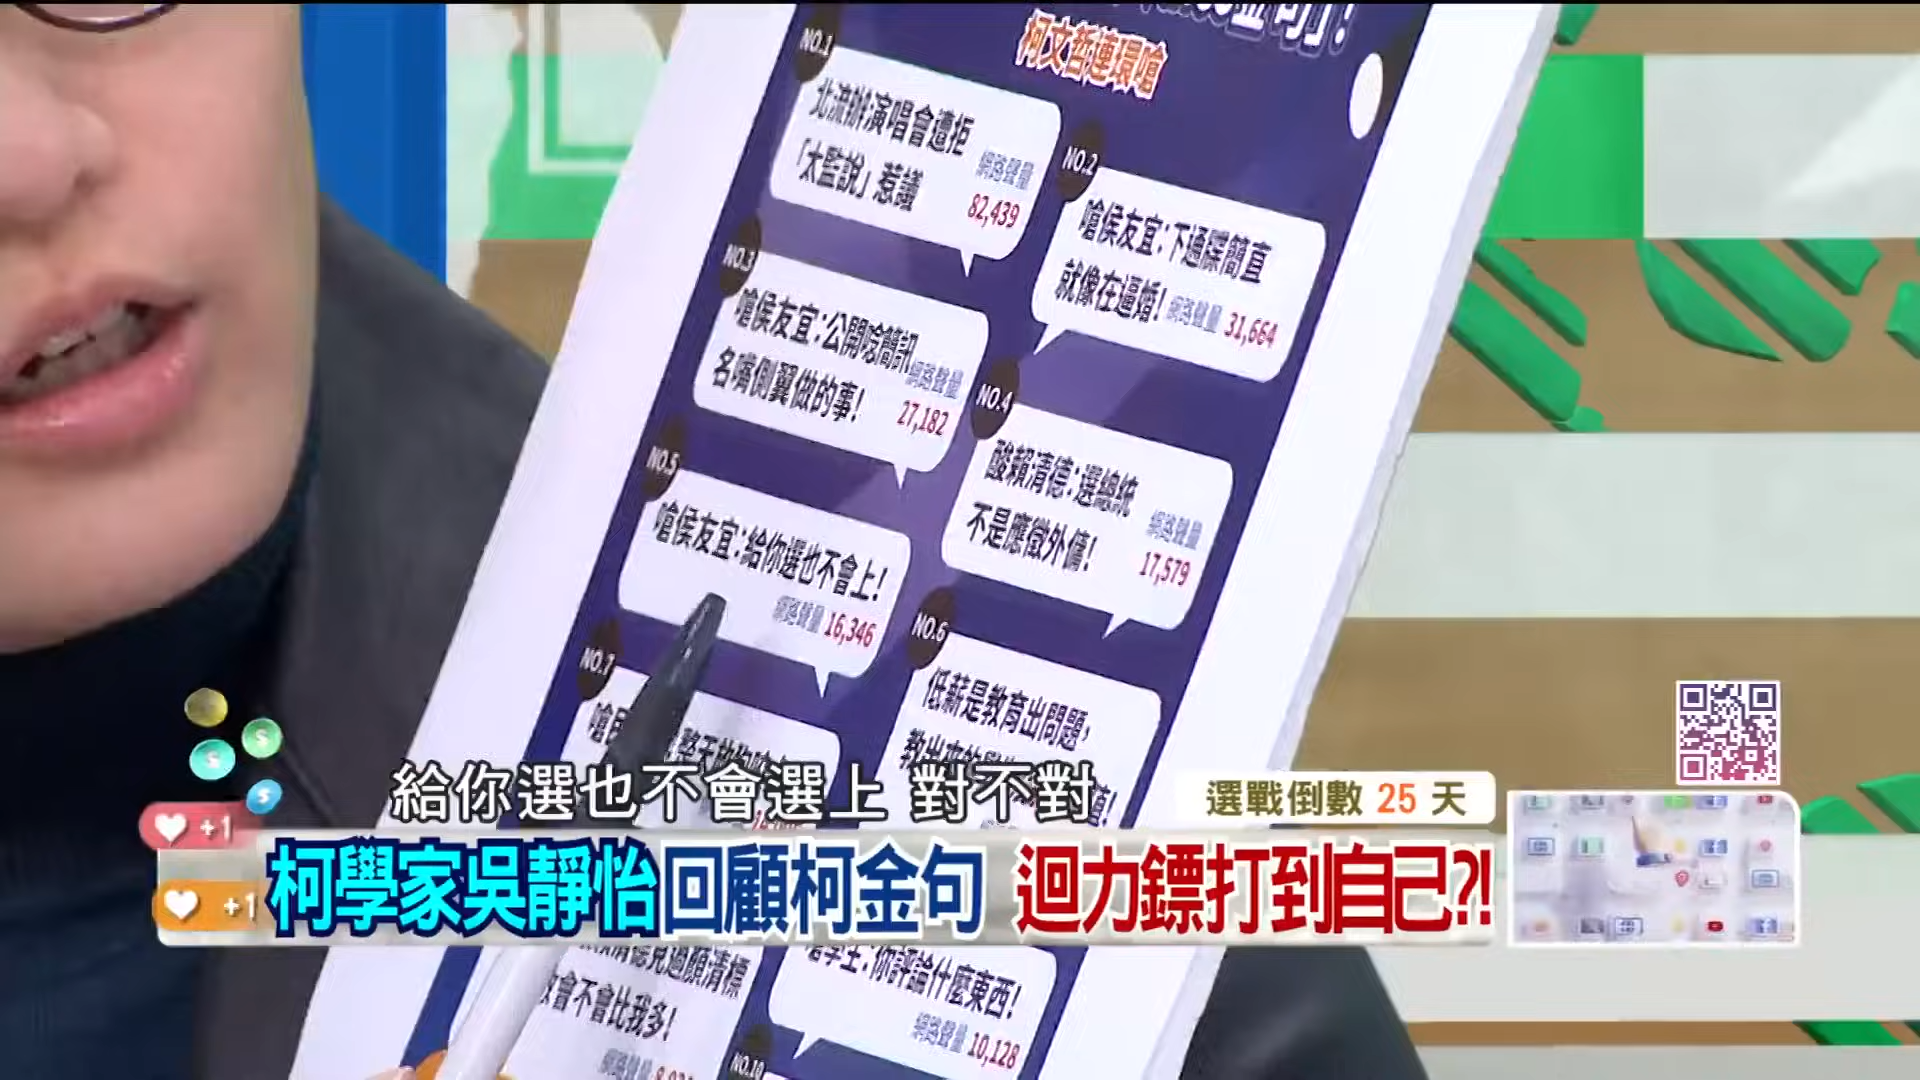 柯文哲連環嗆
NO.1
北流辦演唱會遭拒
「太監說」惹議
網路聲量
82,439
NO.2
嗆侯友宜:下通牒簡直
就像在逼婚!
網路聲量 31,664
NO.3
嗆侯友宜:公開啥簡訊
名嘴側翼做的事!
網路聲量
27,182
NO.4
酸賴清德:選總統
不是應徵外傭!
網路聲量
17,579
NO.5
嗆侯友宜:給你選也不會上!
網路聲量 16,346
NO.6
低薪是教育出問題,
NO.7
給你選也不會選上 對不對
選戰倒數 25 天
+1
+1
柯學家吳靜怡回顧柯金句 迴力鏢打到自己?!
會不會比我多!
你評論什麼東西!
網路聲量 10,128
NO.10